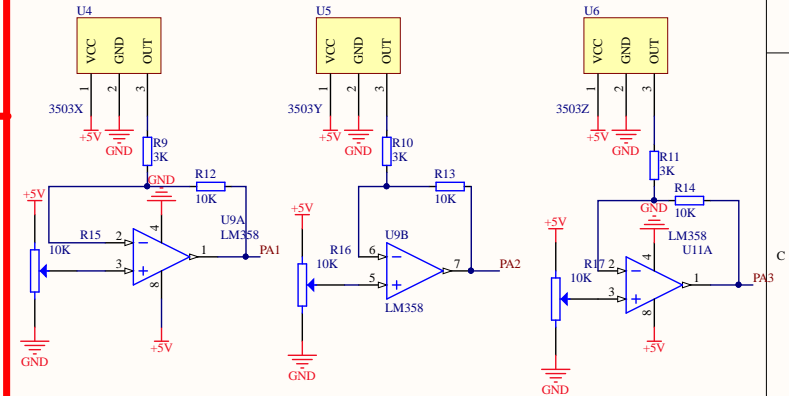 U4
VCC
GND
OUT
1
2
3
3503X
+5V
GND
R9
3K
GND
R12
10K
+5V
R15
10K
2
3
4
8
1
U9A
LM358
PA1
+5V
GND
U5
VCC
GND
OUT
1
2
3
3503Y
+5V
GND
R10
3K
R13
10K
+5V
R16
10K
6
5
7
U9B
LM358
PA2
GND
U6
VCC
GND
OUT
1
2
3
3503Z
+5V
GND
R11
3K
GND
R14
10K
+5V
R17
10K
2
3
4
8
1
LM358
U11A
PA3
+5V
GND
C